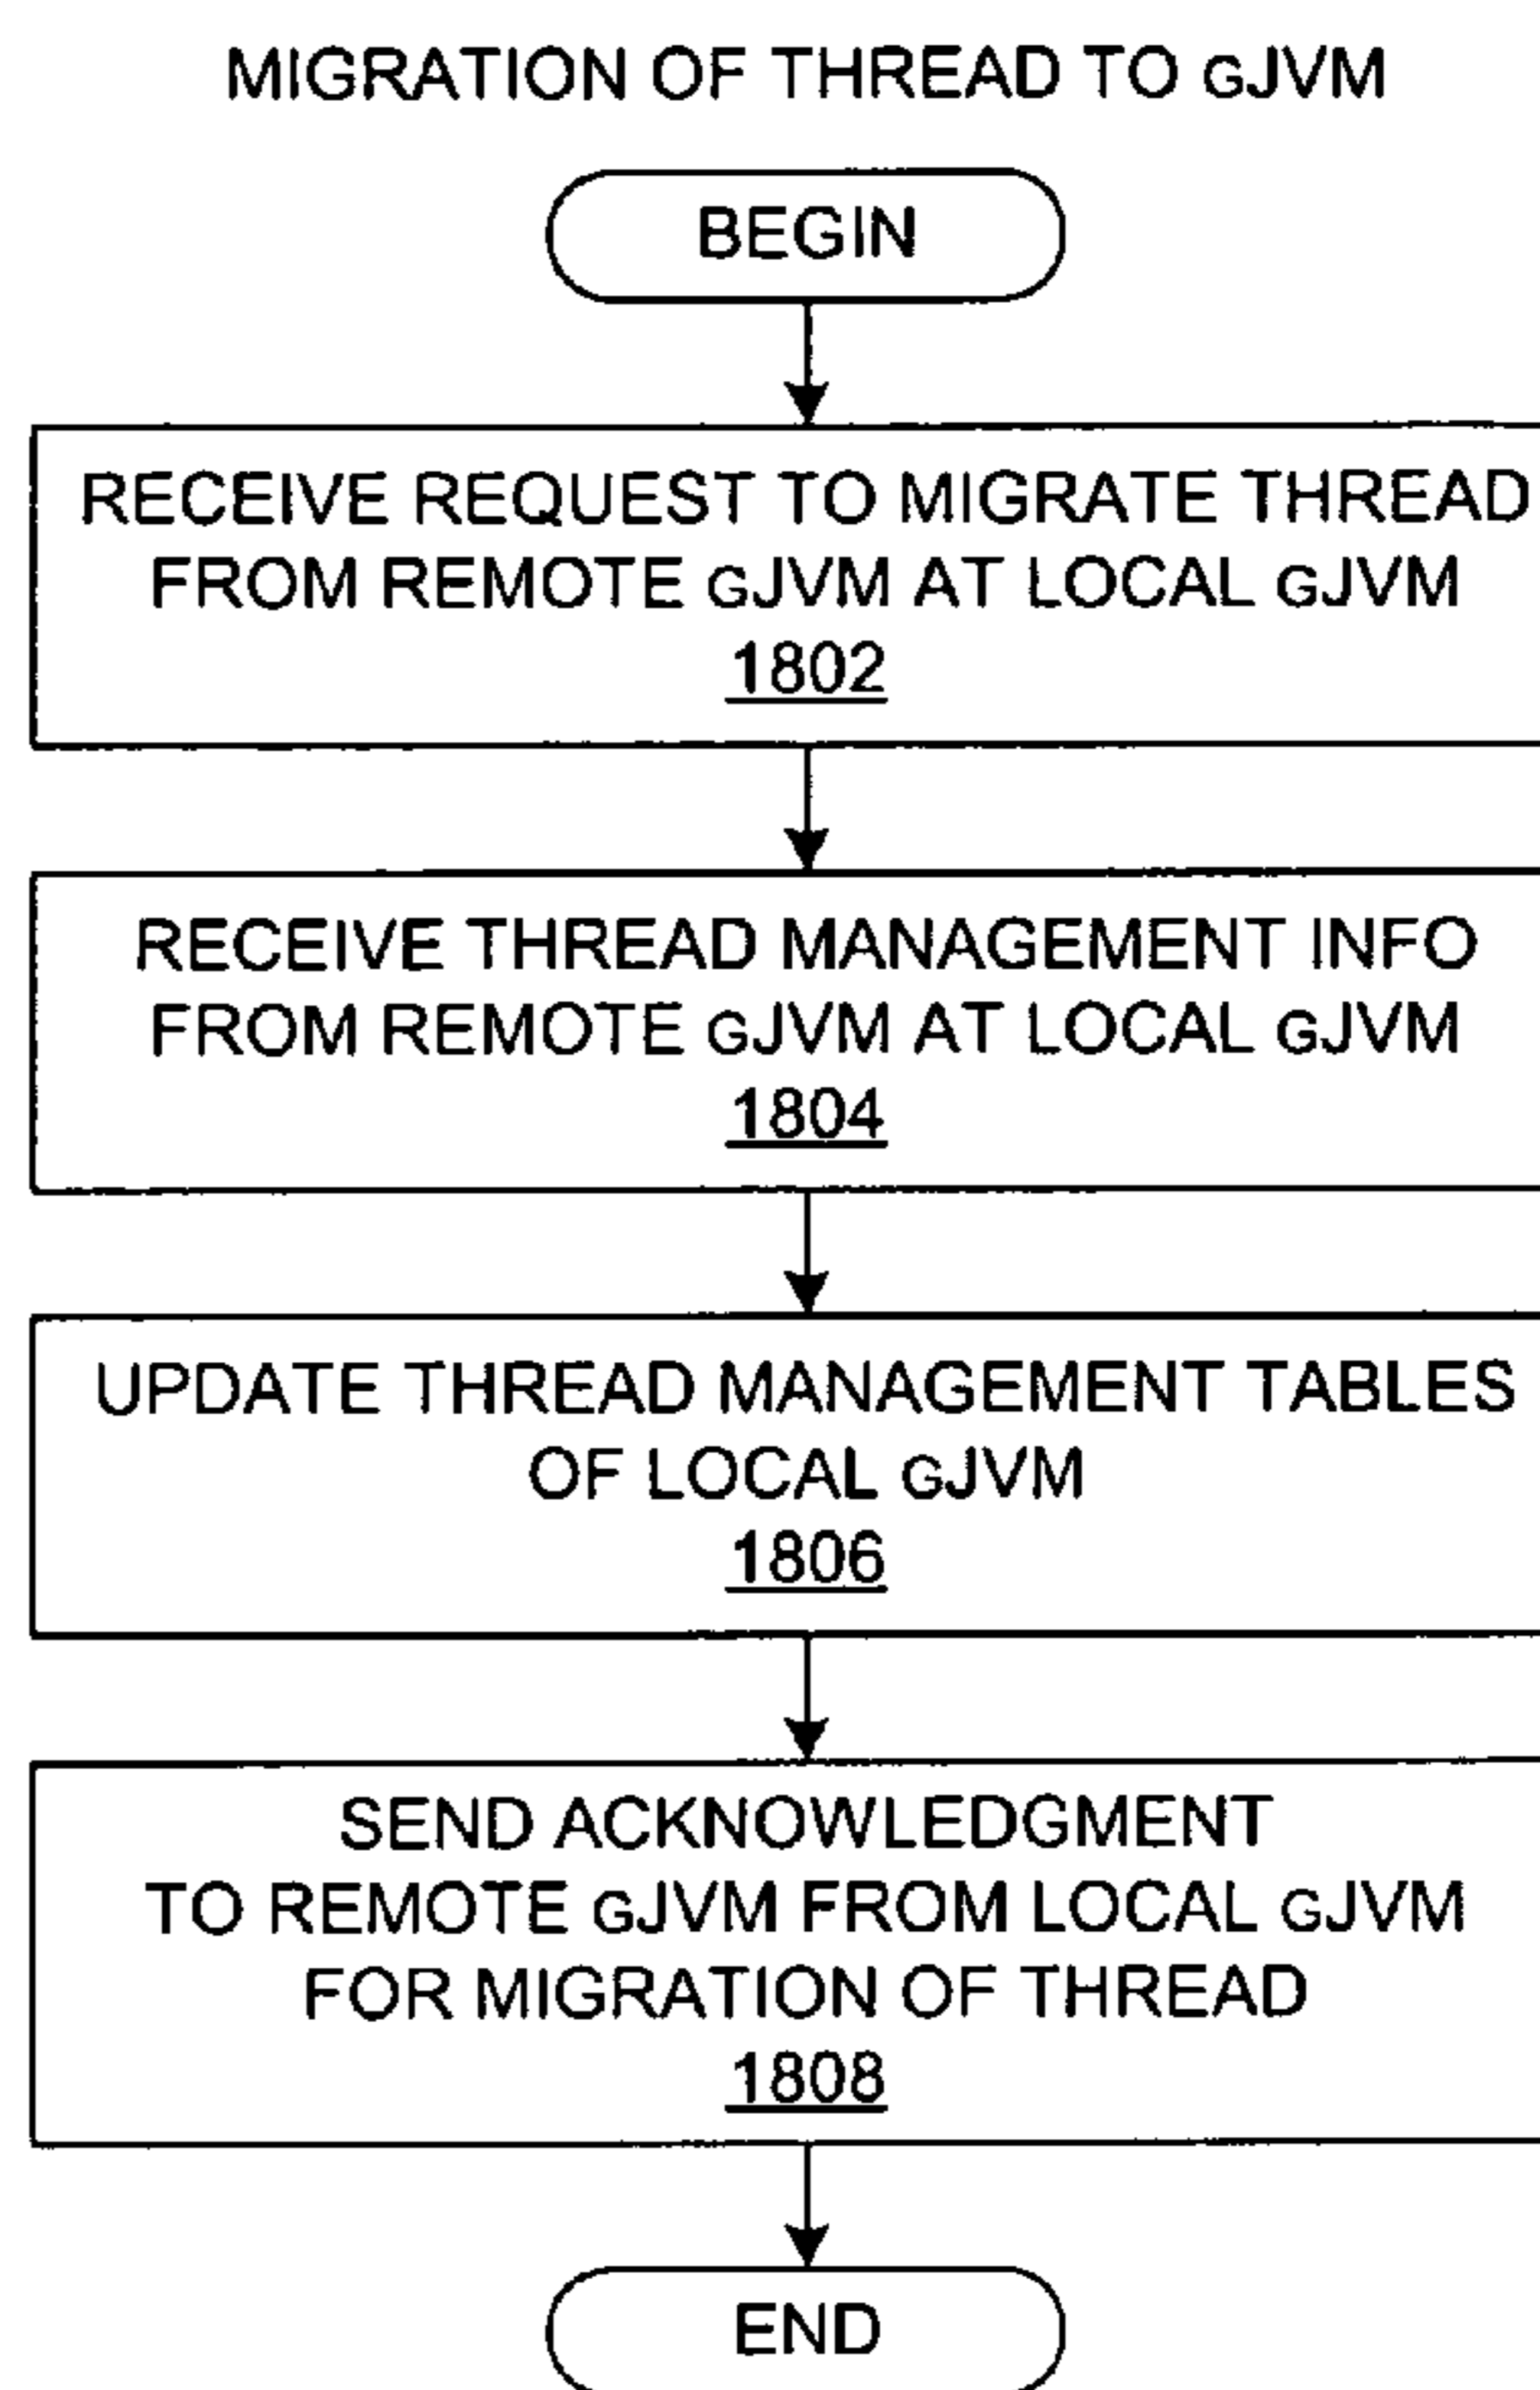 MIGRATION OF THREAD TO GJVM
BEGIN
RECEIVE REQUEST TO MIGRATE THREAD
FROM REMOTE GJVM AT LOCAL GJVM
1802
RECEIVE THREAD MANAGEMENT INFO
FROM REMOTE GJVM AT LOCAL GJVM
1804
UPDATE THREAD MANAGEMENT TABLES
OF LOCAL GJVM
1806
SEND ACKNOWLEDGMENT
TO REMOTE GJVM FROM LOCAL GJVM
FOR MIGRATION OF THREAD
1808
END